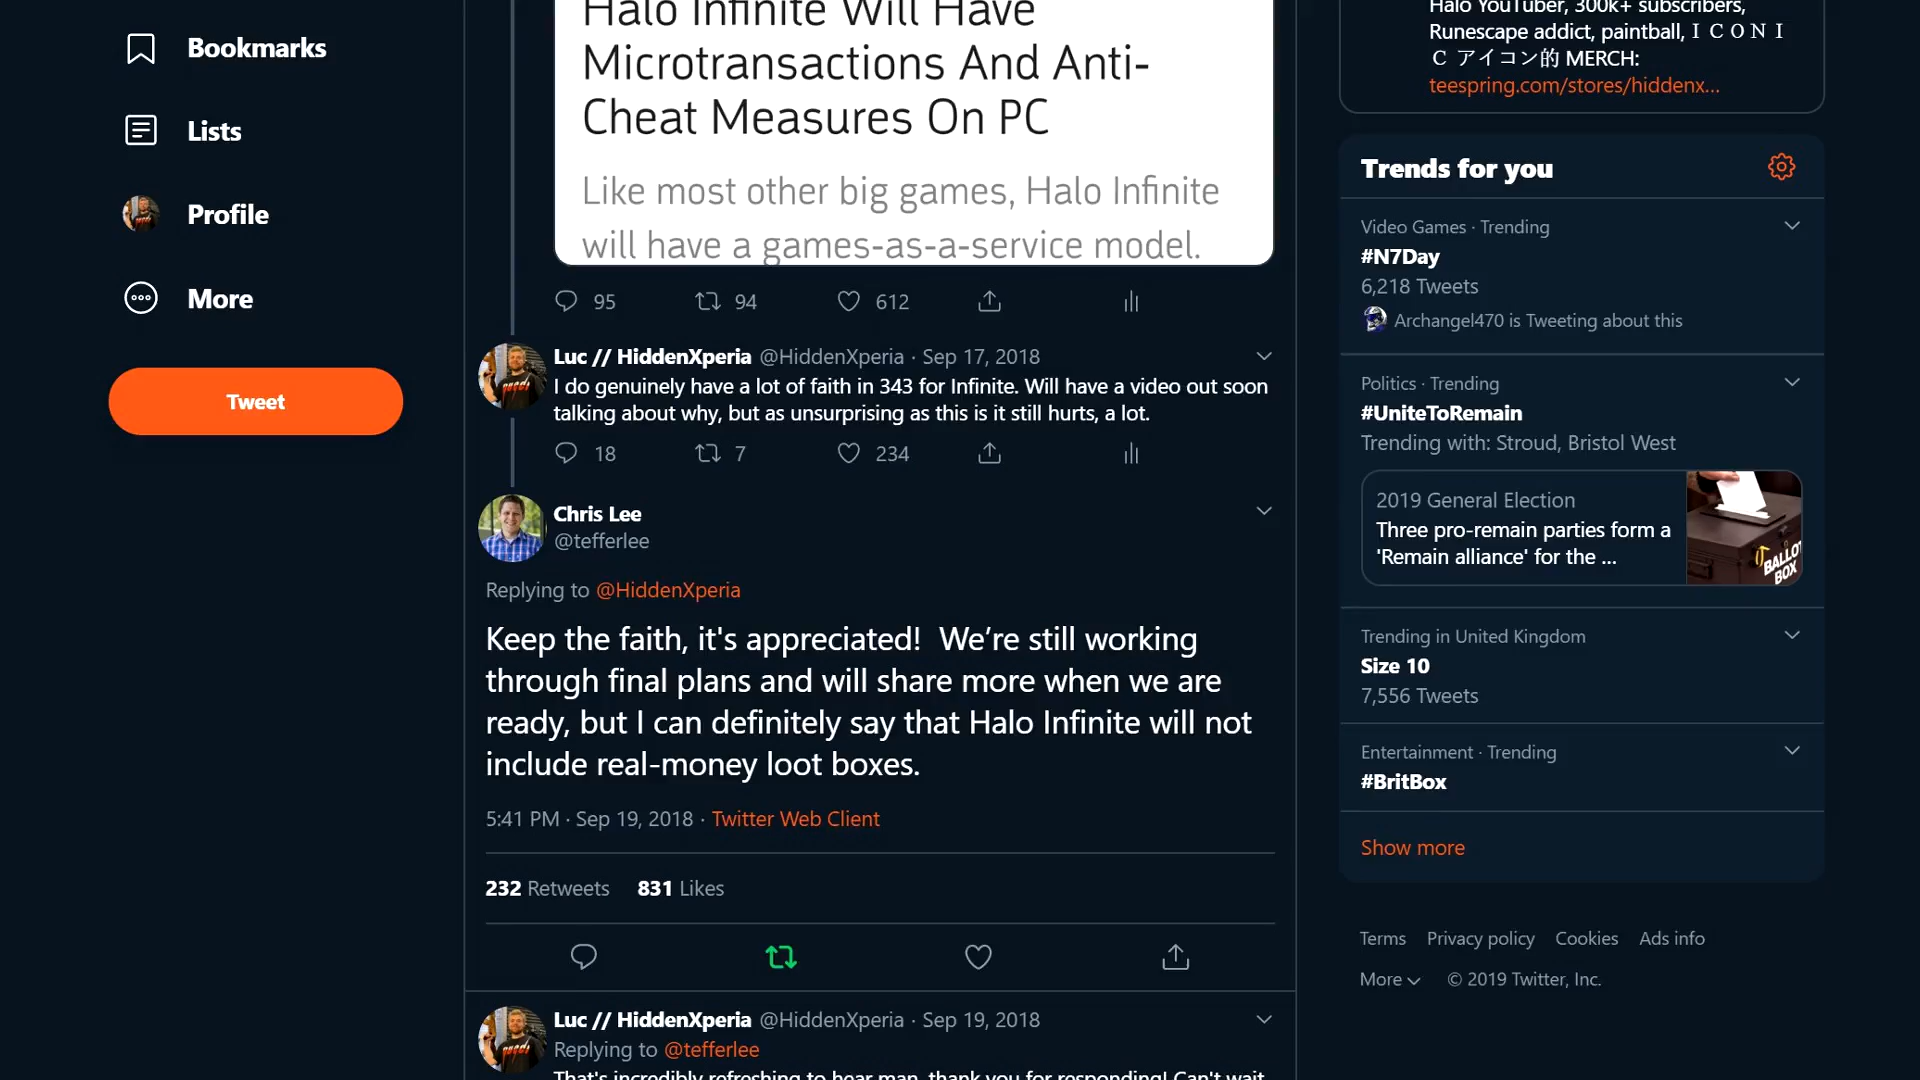 Bookmarks
Lists
Profile
More
Tweet
Halo Infinite Will Have
Microtransactions And Anti-
Cheat Measures On PC
Like most other big games, Halo Infinite
will have a games-as-a-service model.
95 94 612
Luc // HiddenXperia @HiddenXperia · Sep 17, 2018
I do genuinely have a lot of faith in 343 for Infinite. Will have a video out soon
talking about why, but as unsurprising as this is it still hurts, a lot.
18 7 234
Chris Lee
@tefferlee
Replying to @HiddenXperia
Keep the faith, it's appreciated!  We’re still working
through final plans and will share more when we are
ready, but I can definitely say that Halo Infinite will not
include real-money loot boxes.
5:41 PM · Sep 19, 2018 · Twitter Web Client
232 Retweets 831 Likes
Luc // HiddenXperia @HiddenXperia · Sep 19, 2018
Replying to @tefferlee
That's incredibly refreshing to hear man, thank you for responding! Can't wait
Halo YouTuber, 300k+ subscribers,
Runescape addict, paintball, ＩＣＯＮＩ
Ｃ アイコン的 MERCH:
teespring.com/stores/hiddenx...
Trends for you
Video Games · Trending
#N7Day
6,218 Tweets
Archangel470 is Tweeting about this
Politics · Trending
#UniteToRemain
Trending with: Stroud, Bristol West
2019 General Election
Three pro-remain parties form a
'Remain alliance' for the ...
BALLOT
BOX
Trending in United Kingdom
Size 10
7,556 Tweets
Entertainment · Trending
#BritBox
Show more
Terms Privacy policy Cookies Ads info
More © 2019 Twitter, Inc.